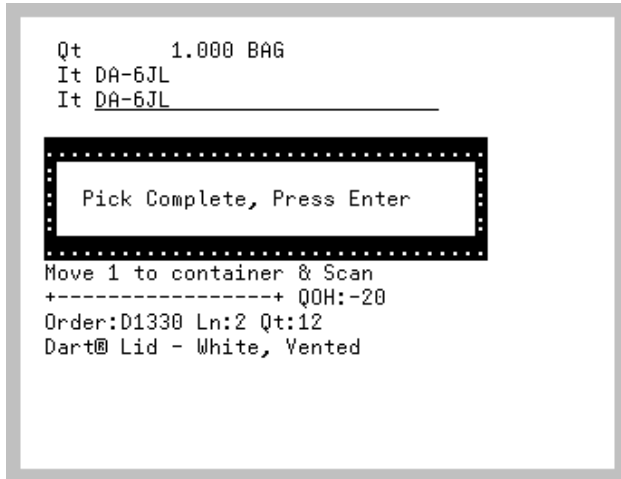 Qt 1.000 BAG
It DA-6JL
It DA-6JL
Pick Complete, Press Enter
Move 1 to container & Scan
+-----------------+ QOH:-20
Order:D1330 Ln:2 Qt:12
Dart® Lid - White, Vented